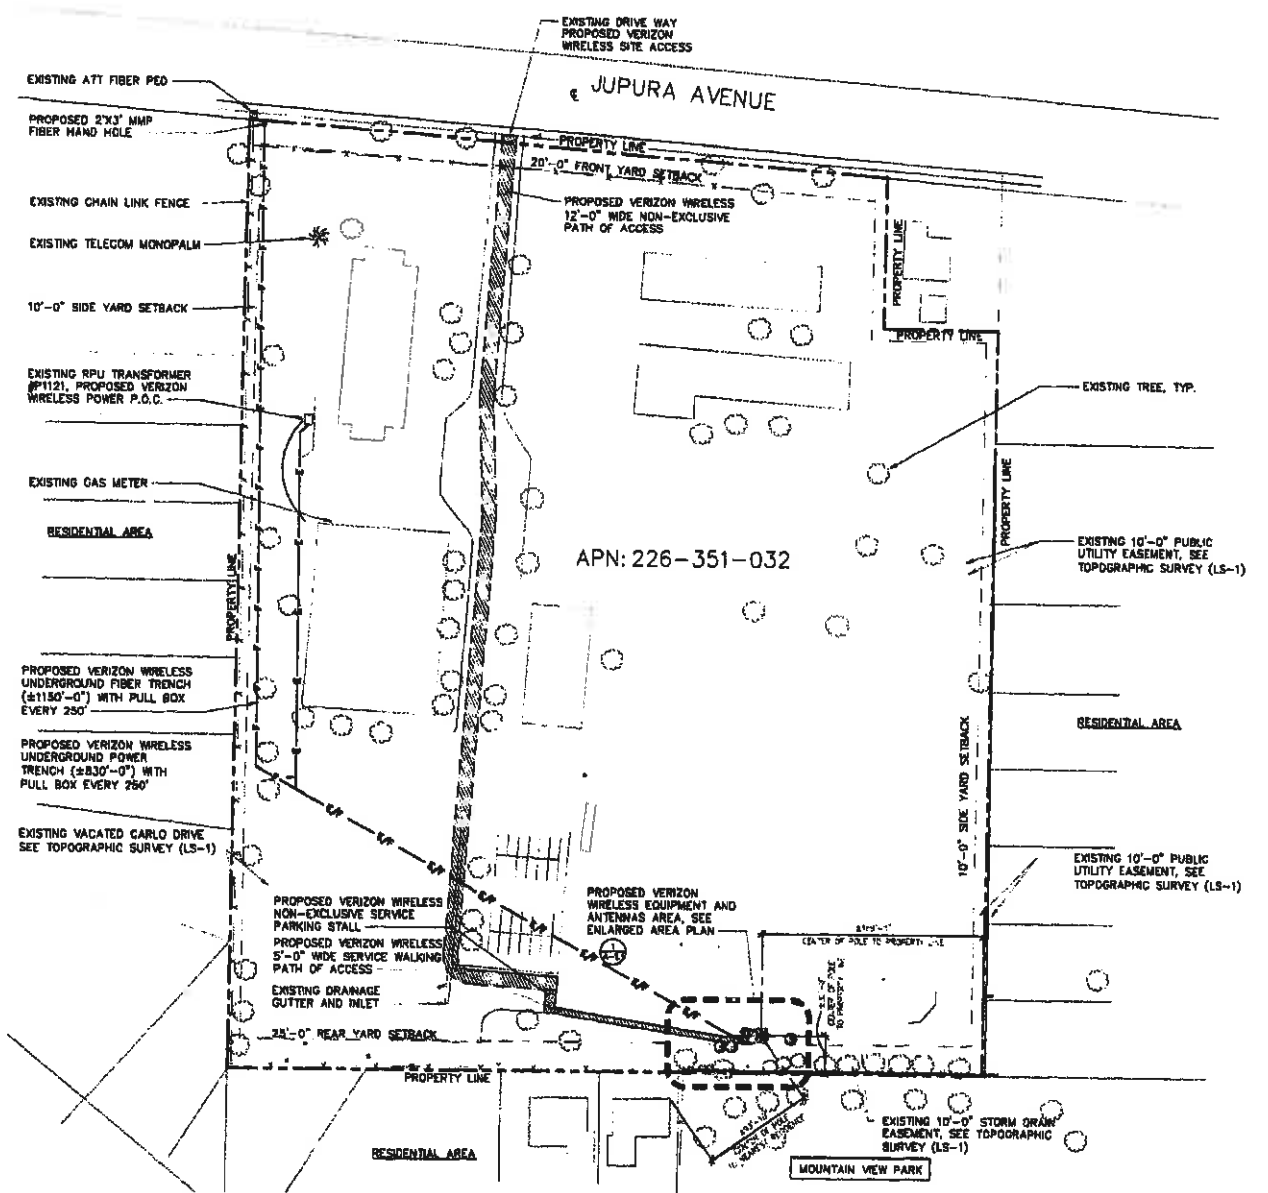 EXISTING DRIVE WAY
PROPOSED VERIZON
WIRELESS SITE ACCESS
JUPURA AVENUE
EXISTING ATT FIBER PED
PROPOSED 2'X3' MMP
FIBER HAND HOLE
PROPERTY LINE
20'-0" FRONT YARD SETBACK
EXISTING CHAIN LINK FENCE
PROPOSED VERIZON WIRELESS
12'-0" WIDE NON-EXCLUSIVE
PATH OF ACCESS
EXISTING TELECOM MONOPALM
PROPERTY LINE
10'-0" SIDE YARD SETBACK
PROPERTY LINE
EXISTING RPU TRANSFORMER
#P1121, PROPOSED VERIZON
WIRELESS POWER P.O.C.
EXISTING TREE, TYP.
EXISTING GAS METER
PROPERTY LINE
RESIDENTIAL AREA
APN: 226-351-032
EXISTING 10'-0" PUBLIC
UTILITY EASEMENT, SEE
TOPOGRAPHIC SURVEY (LS-1)
PROPERTY LINE
PROPOSED VERIZON WIRELESS
UNDERGROUND FIBER TRENCH
(±1150'-0") WITH PULL BOX
EVERY 250'
RESIDENTIAL AREA
PROPOSED VERIZON WIRELESS
UNDERGROUND POWER
TRENCH (±830'-0") WITH
PULL BOX EVERY 250'
10'-0" SIDE YARD SETBACK
EXISTING VACATED CARLO DRIVE
SEE TOPOGRAPHIC SURVEY (LS-1)
EXISTING 10'-0" PUBLIC
UTILITY EASEMENT, SEE
TOPOGRAPHIC SURVEY (LS-1)
PROPOSED VERIZON WIRELESS
NON-EXCLUSIVE SERVICE
PARKING STALL
PROPOSED VERIZON
WIRELESS EQUIPMENT AND
ANTENNAS AREA, SEE
ENLARGED AREA PLAN
CENTER OF POLE TO PROPERTY LINE
PROPOSED VERIZON WIRELESS
5'-0" WIDE SERVICE WALKING
PATH OF ACCESS
EXISTING DRAINAGE
GUTTER AND INLET
25'-0" REAR YARD SETBACK
PROPERTY LINE
EXISTING 10'-0" STORM DRAIN
EASEMENT, SEE TOPOGRAPHIC
SURVEY (LS-1)
RESIDENTIAL AREA
MOUNTAIN VIEW PARK